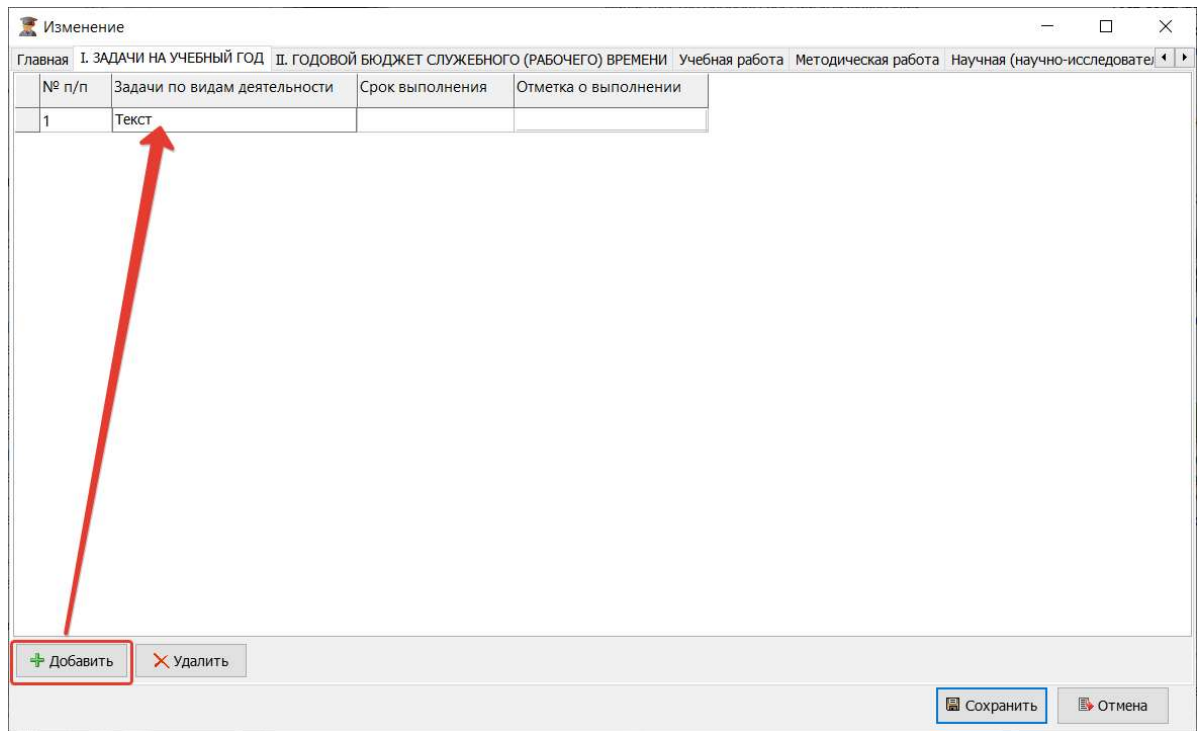 Изменение
Главная I. ЗАДАЧИ НА УЧЕБНЫЙ ГОД II. ГОДОВОЙ БЮДЖЕТ СЛУЖЕБНОГО (РАБОЧЕГО) ВРЕМЕНИ Учебная работа Методическая работа Научная (научно-исследовател
№ п/п Задачи по видам деятельности Срок выполнения Отметка о выполнении
1 Текст
Добавить Удалить
Сохранить Отмена